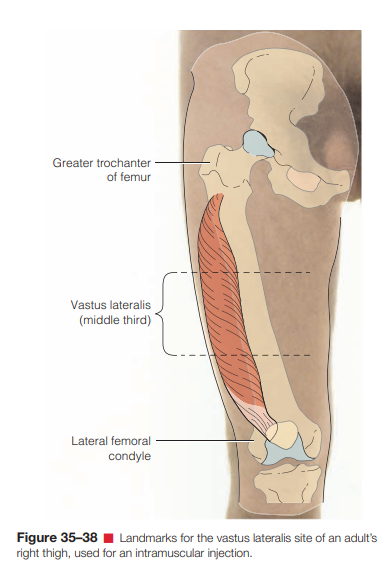 Greater trochanter
of femur
Vastus lateralis
(middle third)
Lateral femoral
condyle
Figure 35–38 ■ Landmarks for the vastus lateralis site of an adult's
right thigh, used for an intramuscular injection.